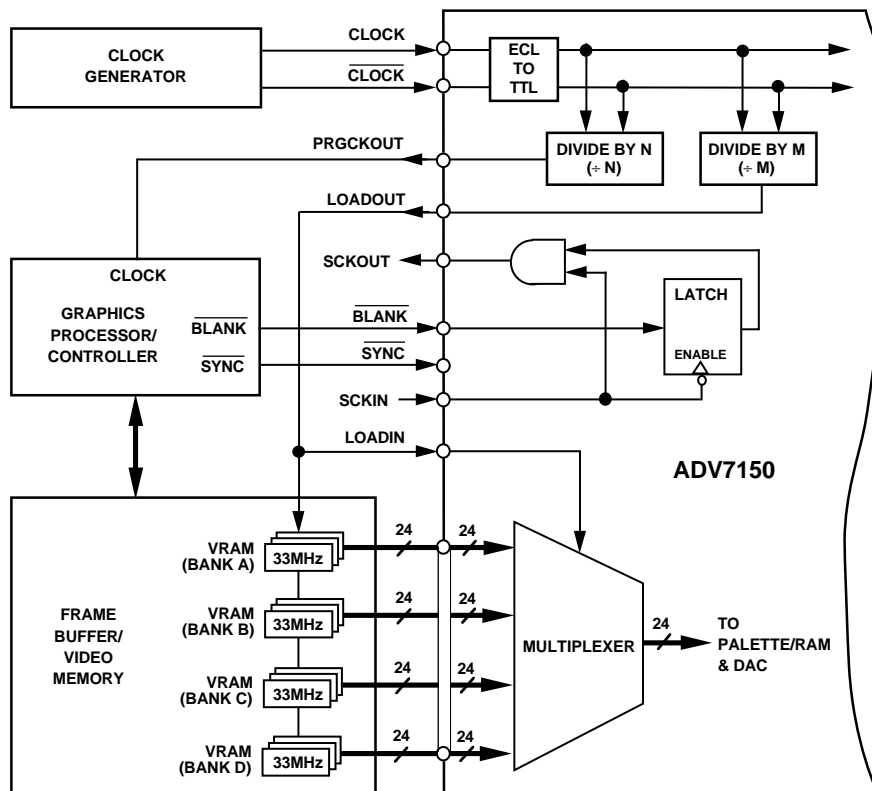 CLOCK
GENERATOR
CLOCK
CLOCK
ECL
TO
TTL
PRGCKOUT
DIVIDE BY N
(÷ N)
DIVIDE BY M
(÷ M)
LOADOUT
SCKOUT
CLOCK
GRAPHICS
PROCESSOR/
CONTROLLER
BLANK
SYNC
BLANK
SYNC
LATCH
ENABLE
SCKIN
LOADIN
ADV7150
FRAME
BUFFER/
VIDEO
MEMORY
VRAM
(BANK A)
33MHz
24
24
VRAM
(BANK B)
33MHz
24
24
VRAM
(BANK C)
33MHz
24
24
VRAM
(BANK D)
33MHz
24
24
MULTIPLEXER
24
TO
PALETTE/RAM
& DAC